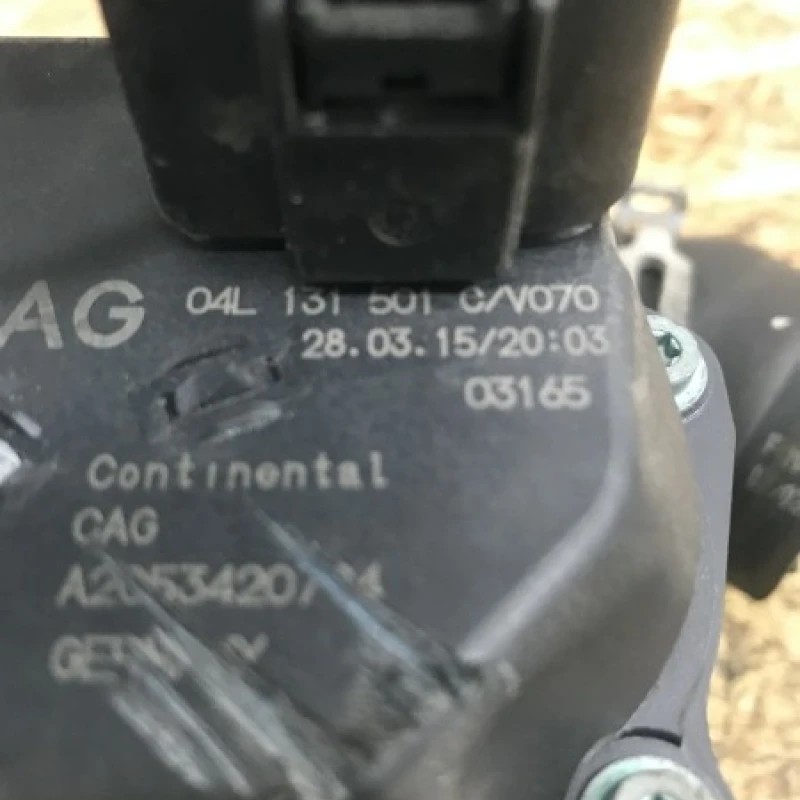 AG 04L 131 501 C/V070
28.03.15/20:03
03165
Continental
CAG